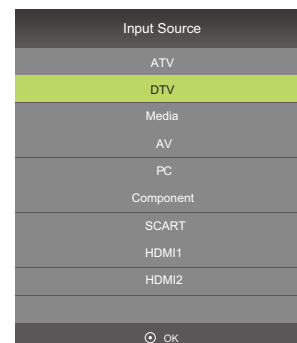 Input Source
ATV
DTV
Media
AV
PC
Component
SCART
HDMI1
HDMI2
OK